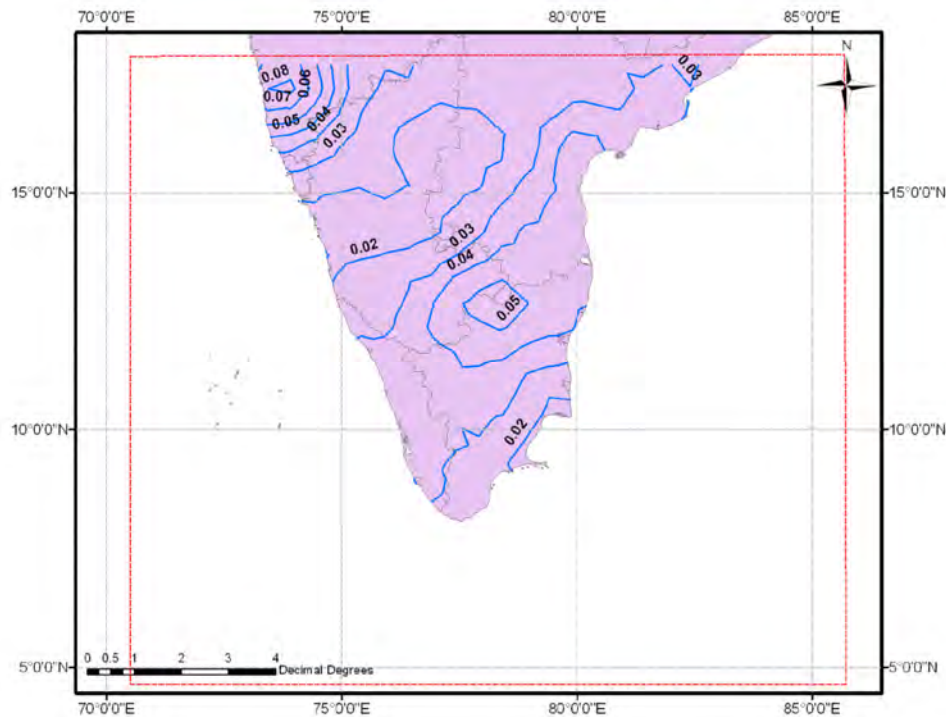 70°0'0"E 75°0'0"E 80°0'0"E 85°0'0"E
N
0.08
0.06
0.03
0.07
0.05
0.04
0.03
15°0'0"N 15°0'0"N
0.03
0.02
0.04
0.05
10°0'0"N 10°0'0"N
0.02
0 0.5 1 2 3 4
Decimal Degrees
5°0'0"N 5°0'0"N
70°0'0"E 75°0'0"E 80°0'0"E 85°0'0"E